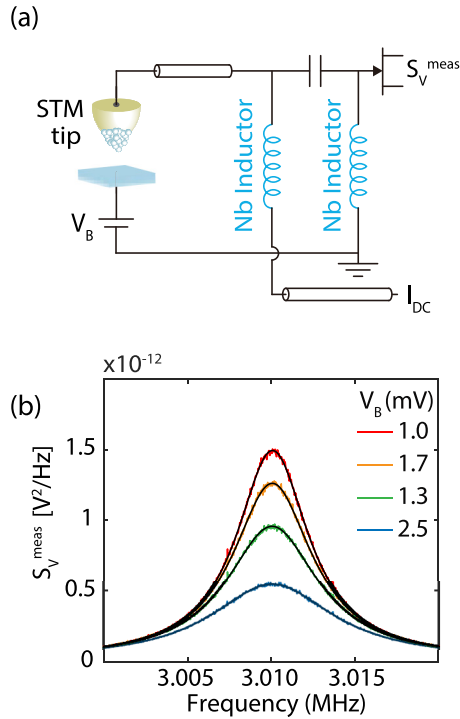 (a)
STM
tip
V_B
Nb Inductor
Nb Inductor
S_V^meas
I_DC
(b)
x10^-12
S_V^meas [V^2/Hz]
1.5
1
0.5
0
V_B (mV)
1.0
1.7
1.3
2.5
3.005 3.010 3.015
Frequency (MHz)